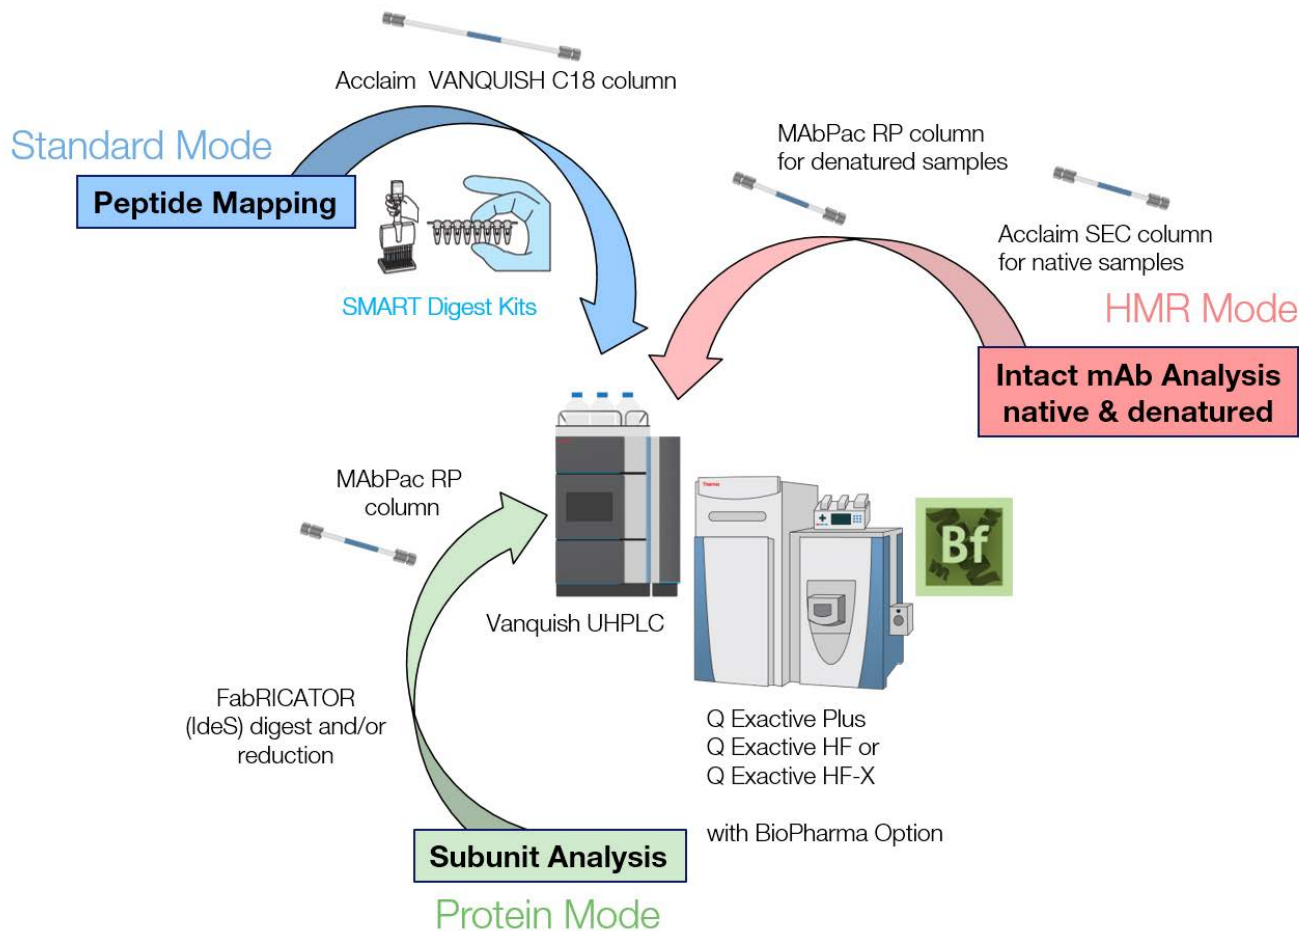 Acclaim VANQUISH C18 column
Standard Mode
Peptide Mapping
SMART Digest Kits
MAbPac RP column
for denatured samples
Acclaim SEC column
for native samples
HMR Mode
Intact mAb Analysis
native & denatured
MAbPac RP
column
Vanquish UHPLC
Thermo
Bf
FabRICATOR
(IdeS) digest and/or
reduction
Q Exactive Plus
Q Exactive HF or
Q Exactive HF-X
with BioPharma Option
Subunit Analysis
Protein Mode